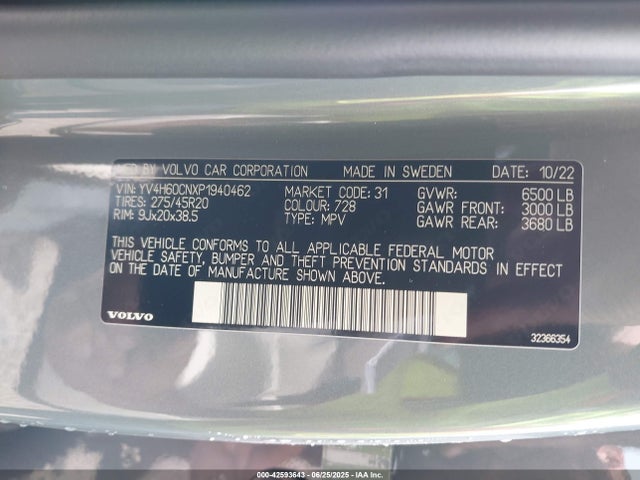 MFD BY VOLVO CAR CORPORATION MADE IN SWEDEN DATE: 10/22
VIN: YV4H60CNXP1940462 MARKET CODE: 31 GVWR: 6500 LB
TIRES: 275/45R20 COLOUR: 728 GAWR FRONT: 3000 LB
RIM: 9Jx20x38.5 TYPE: MPV GAWR REAR: 3680 LB
THIS VEHICLE CONFORMS TO ALL APPLICABLE FEDERAL MOTOR
VEHICLE SAFETY, BUMPER AND THEFT PREVENTION STANDARDS IN EFFECT
ON THE DATE OF MANUFACTURE SHOWN ABOVE.
VOLVO 32366354
000-42593643 06/25/2025 IAA Inc.